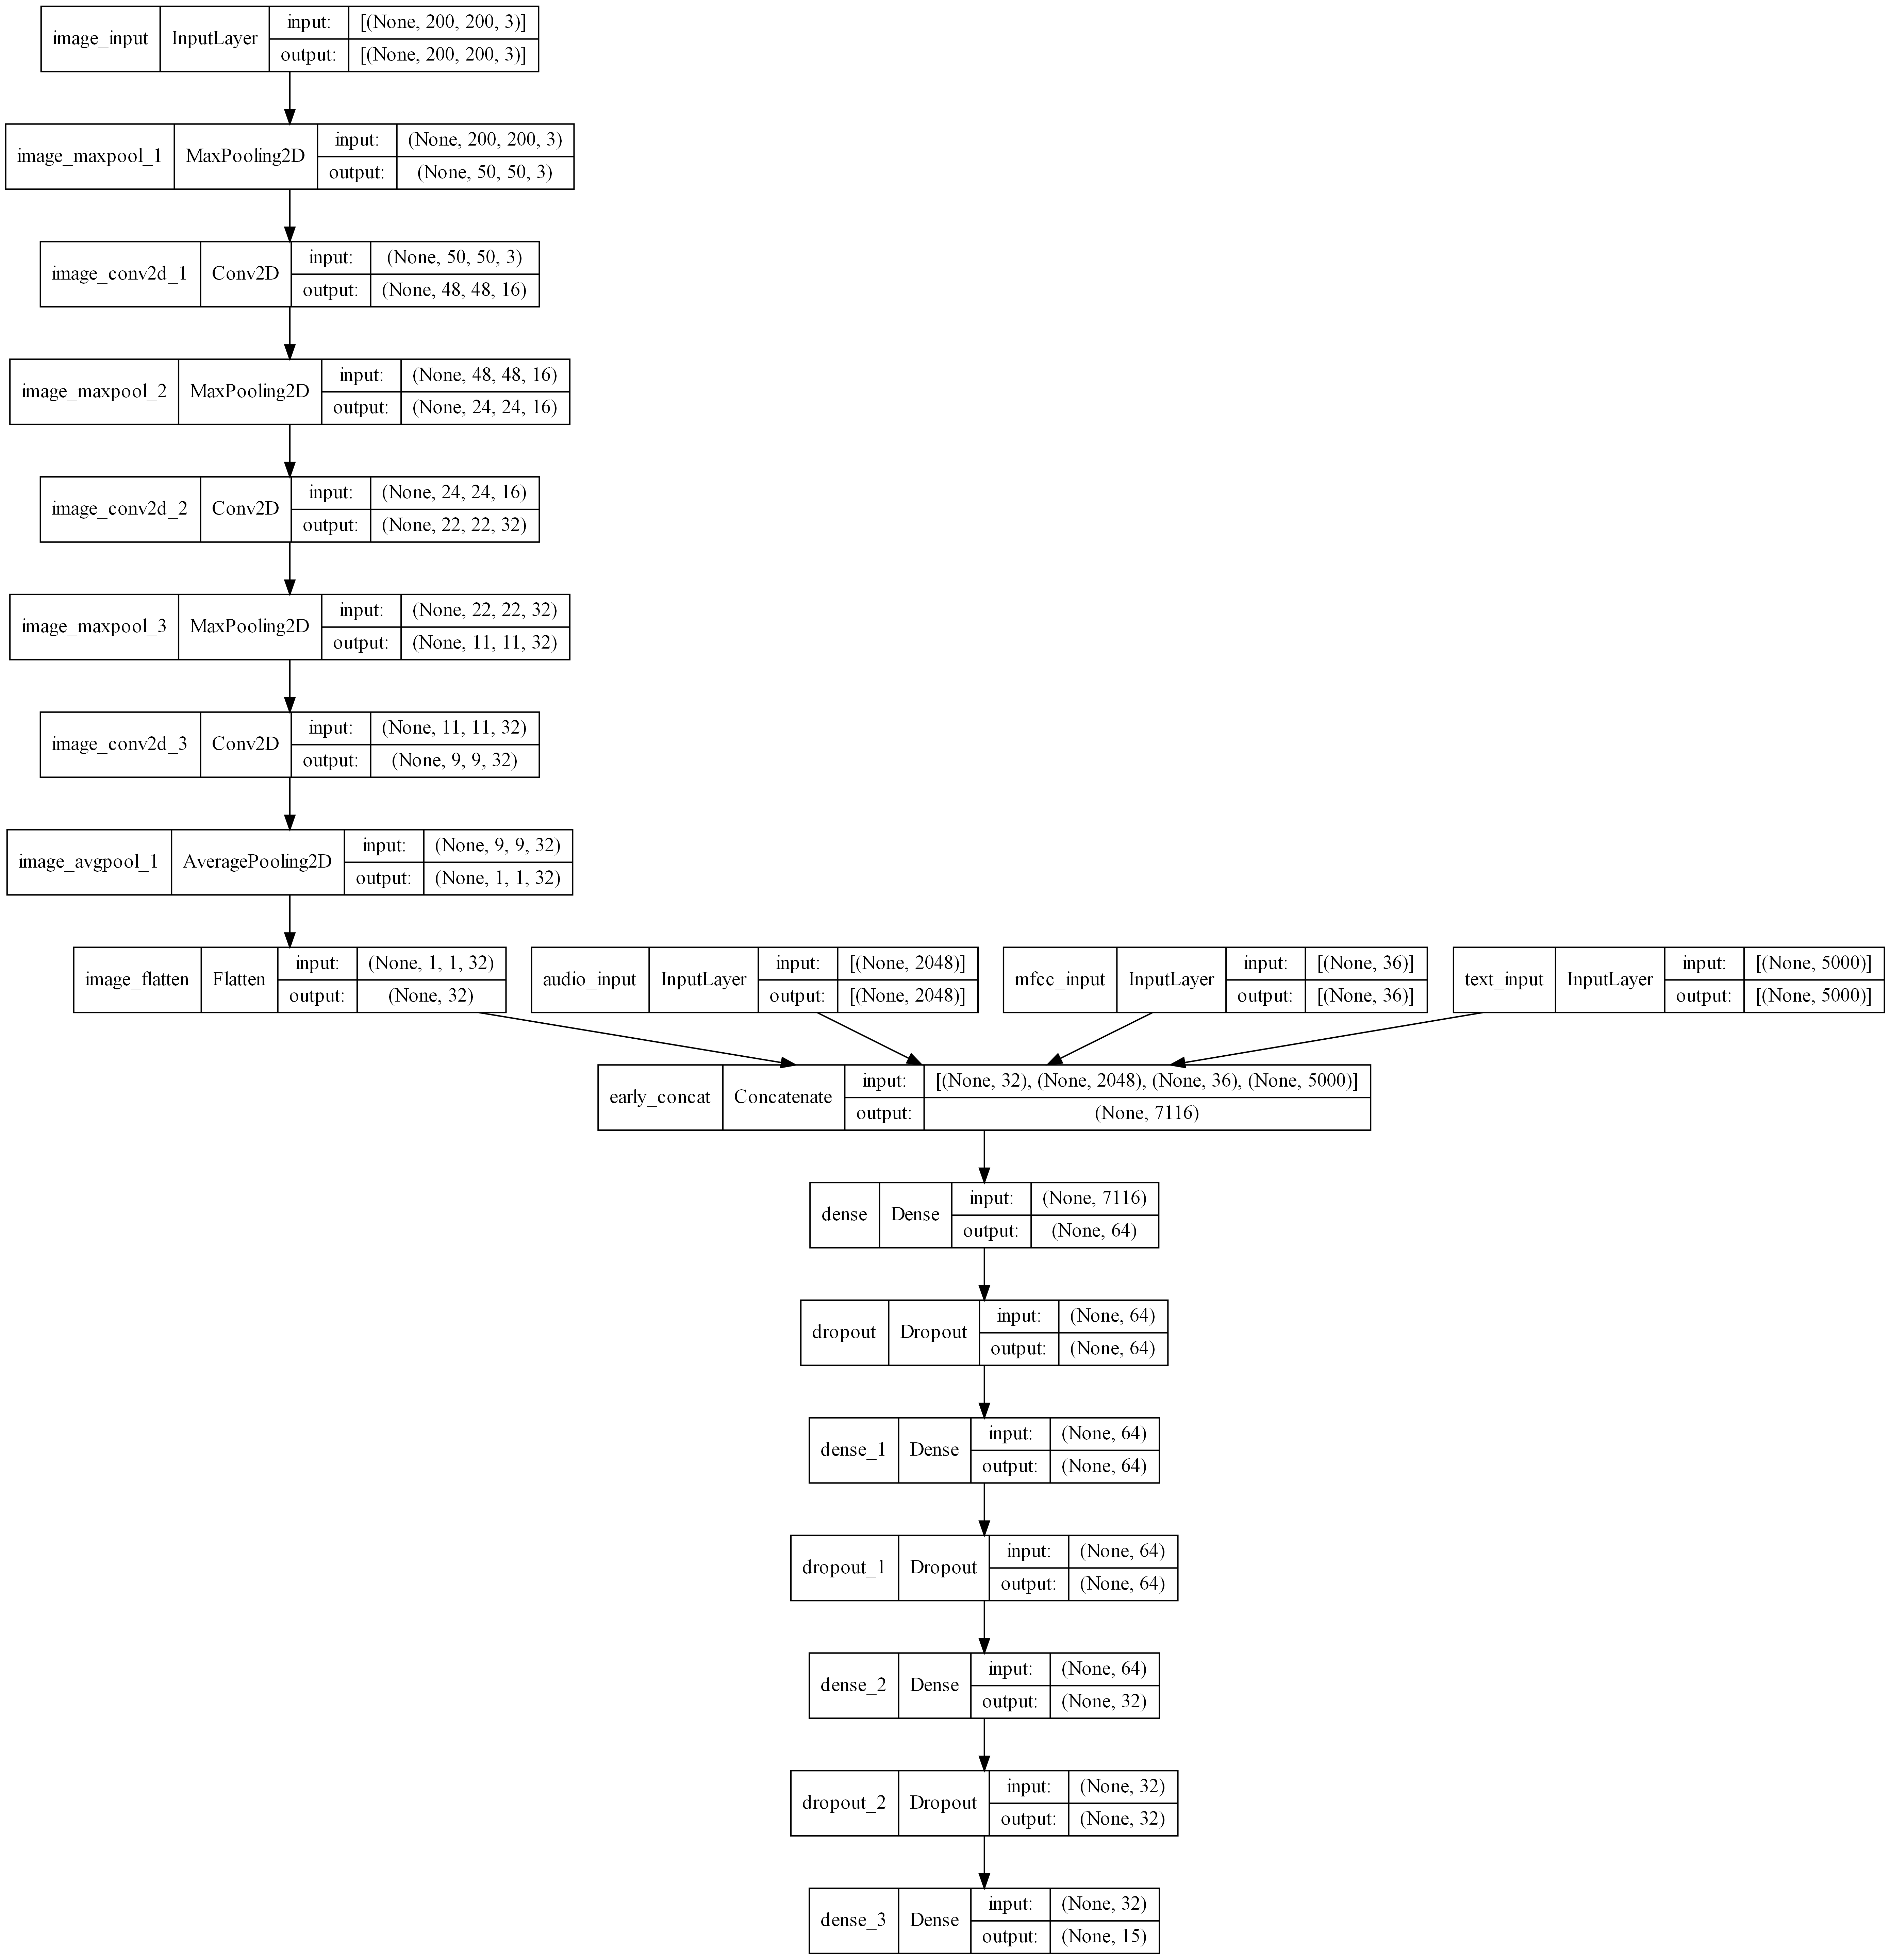 image_input InputLayer input: [(None, 200, 200, 3)]
output: [(None, 200, 200, 3)]
image_maxpool_1 MaxPooling2D input: (None, 200, 200, 3)
output: (None, 50, 50, 3)
image_conv2d_1 Conv2D input: (None, 50, 50, 3)
output: (None, 48, 48, 16)
image_maxpool_2 MaxPooling2D input: (None, 48, 48, 16)
output: (None, 24, 24, 16)
image_conv2d_2 Conv2D input: (None, 24, 24, 16)
output: (None, 22, 22, 32)
image_maxpool_3 MaxPooling2D input: (None, 22, 22, 32)
output: (None, 11, 11, 32)
image_conv2d_3 Conv2D input: (None, 11, 11, 32)
output: (None, 9, 9, 32)
image_avgpool_1 AveragePooling2D input: (None, 9, 9, 32)
output: (None, 1, 1, 32)
image_flatten Flatten input: (None, 1, 1, 32)
output: (None, 32)
audio_input InputLayer input: [(None, 2048)]
output: [(None, 2048)]
mfcc_input InputLayer input: [(None, 36)]
output: [(None, 36)]
text_input InputLayer input: [(None, 5000)]
output: [(None, 5000)]
early_concat Concatenate input: [(None, 32), (None, 2048), (None, 36), (None, 5000)]
output: (None, 7116)
dense Dense input: (None, 7116)
output: (None, 64)
dropout Dropout input: (None, 64)
output: (None, 64)
dense_1 Dense input: (None, 64)
output: (None, 64)
dropout_1 Dropout input: (None, 64)
output: (None, 64)
dense_2 Dense input: (None, 64)
output: (None, 32)
dropout_2 Dropout input: (None, 32)
output: (None, 32)
dense_3 Dense input: (None, 32)
output: (None, 15)